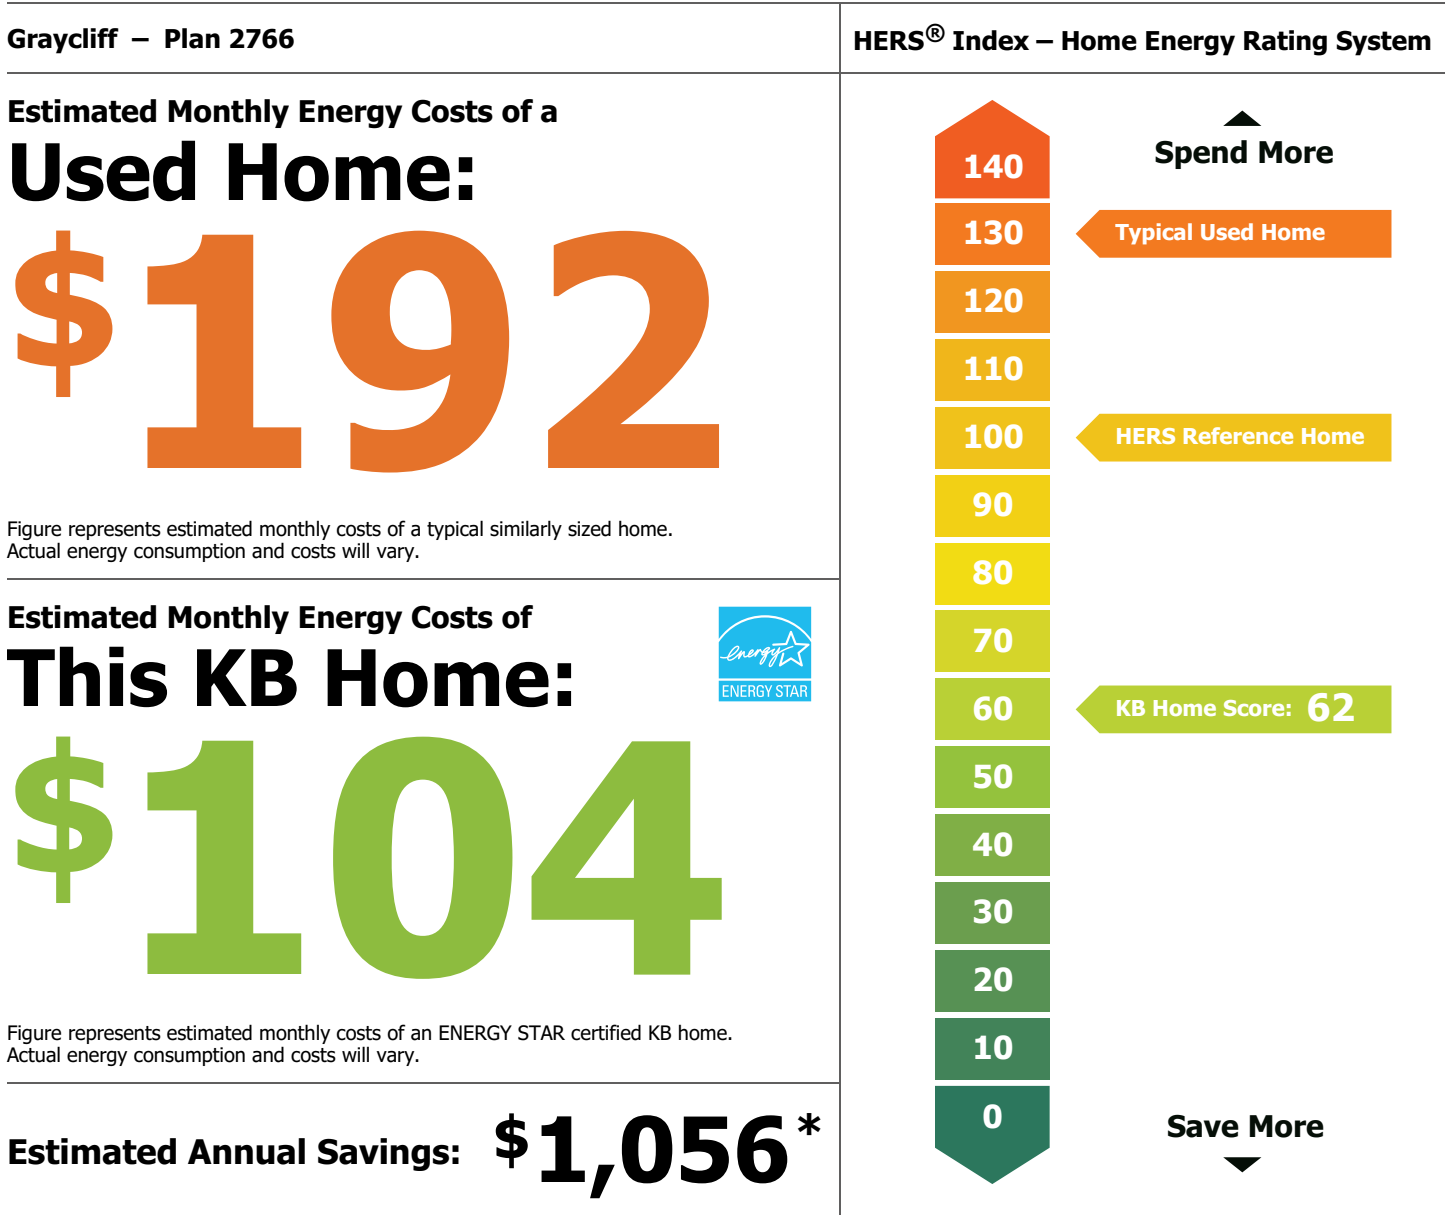 Graycliff – Plan 2766
Estimated Monthly Energy Costs of a
Used Home:
$192
Figure represents estimated monthly costs of a typical similarly sized home.
Actual energy consumption and costs will vary.
Estimated Monthly Energy Costs of
This KB Home:
energy
ENERGY STAR
$104
Figure represents estimated monthly costs of an ENERGY STAR certified KB home.
Actual energy consumption and costs will vary.
Estimated Annual Savings: $1,056*
HERS® Index – Home Energy Rating System
Spend More
140
130 Typical Used Home
120
110
100 HERS Reference Home
90
80
70
60 KB Home Score: 62
50
40
30
20
10
0
Save More